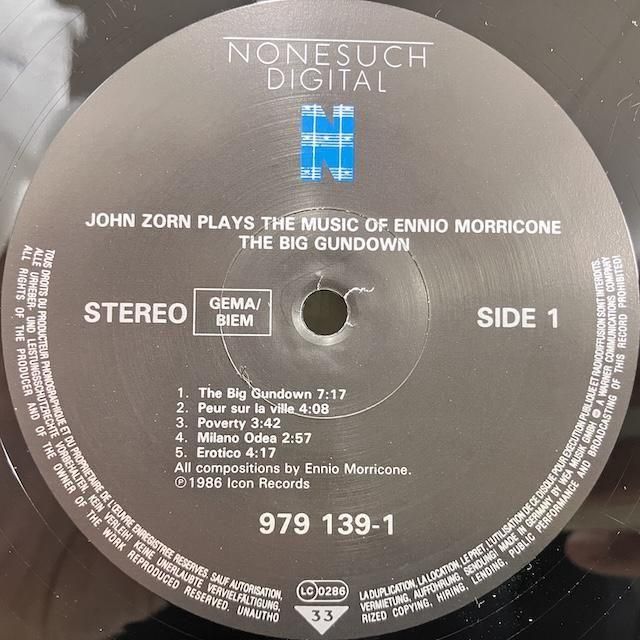 NONESUCH
DIGITAL
N
JOHN ZORN PLAYS THE MUSIC OF ENNIO MORRICONE
THE BIG GUNDOWN
STEREO
GEMA/
BIEM
SIDE 1
1. The Big Gundown 7:17
2. Peur sur la ville 4:08
3. Poverty 3:42
4. Milano Odea 2:57
5. Erotico 4:17
All compositions by Ennio Morricone.
Ⓟ1986 Icon Records
979 139-1
TOUS DROITS DU PRODUCTEUR PHONOGRAPHIQUE ET DU PROPRIETAIRE DE L'ŒUVRE ENREGISTREE RESERVES. SAUF AUTORISATION,
LA DUPLICATION, LA LOCATION, LE PRET, L'UTILISATION DE CE DISQUE POUR EXECUTION PUBLIQUE ET RADIODIFFUSION SONT INTERDITS.
ALLE URHEBER- UND LEISTUNGSSCHUTZRECHTE VORBEHALTEN. KEIN VERLEIH! KEINE UNERLAUBTE VERVIELFÄLTIGUNG,
VERMIETUNG, AUFFÜHRUNG, SENDUNG! MADE IN GERMANY BY WEA MUSIK GMBH A WARNER COMMUNICATIONS COMPANY
ALL RIGHTS OF THE PRODUCER AND OF THE OWNER OF THE WORK REPRODUCED RESERVED. UNAUTHO
RIZED COPYING, HIRING, LENDING, PUBLIC PERFORMANCE AND BROADCASTING OF THIS RECORD PROHIBITED!
LC 0286
33